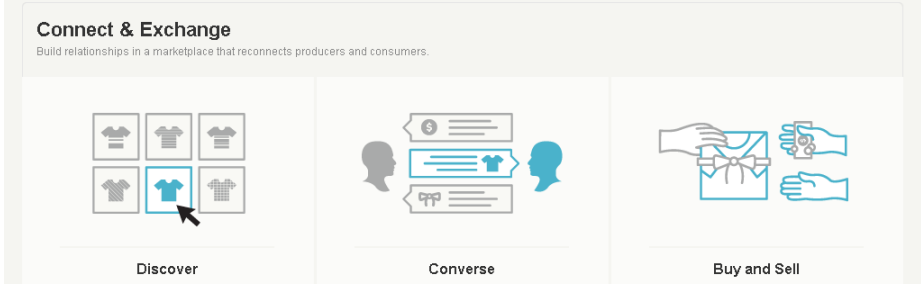 Connect & Exchange
Build relationships in a marketplace that reconnects producers and consumers.
$
Discover
Converse
Buy and Sell